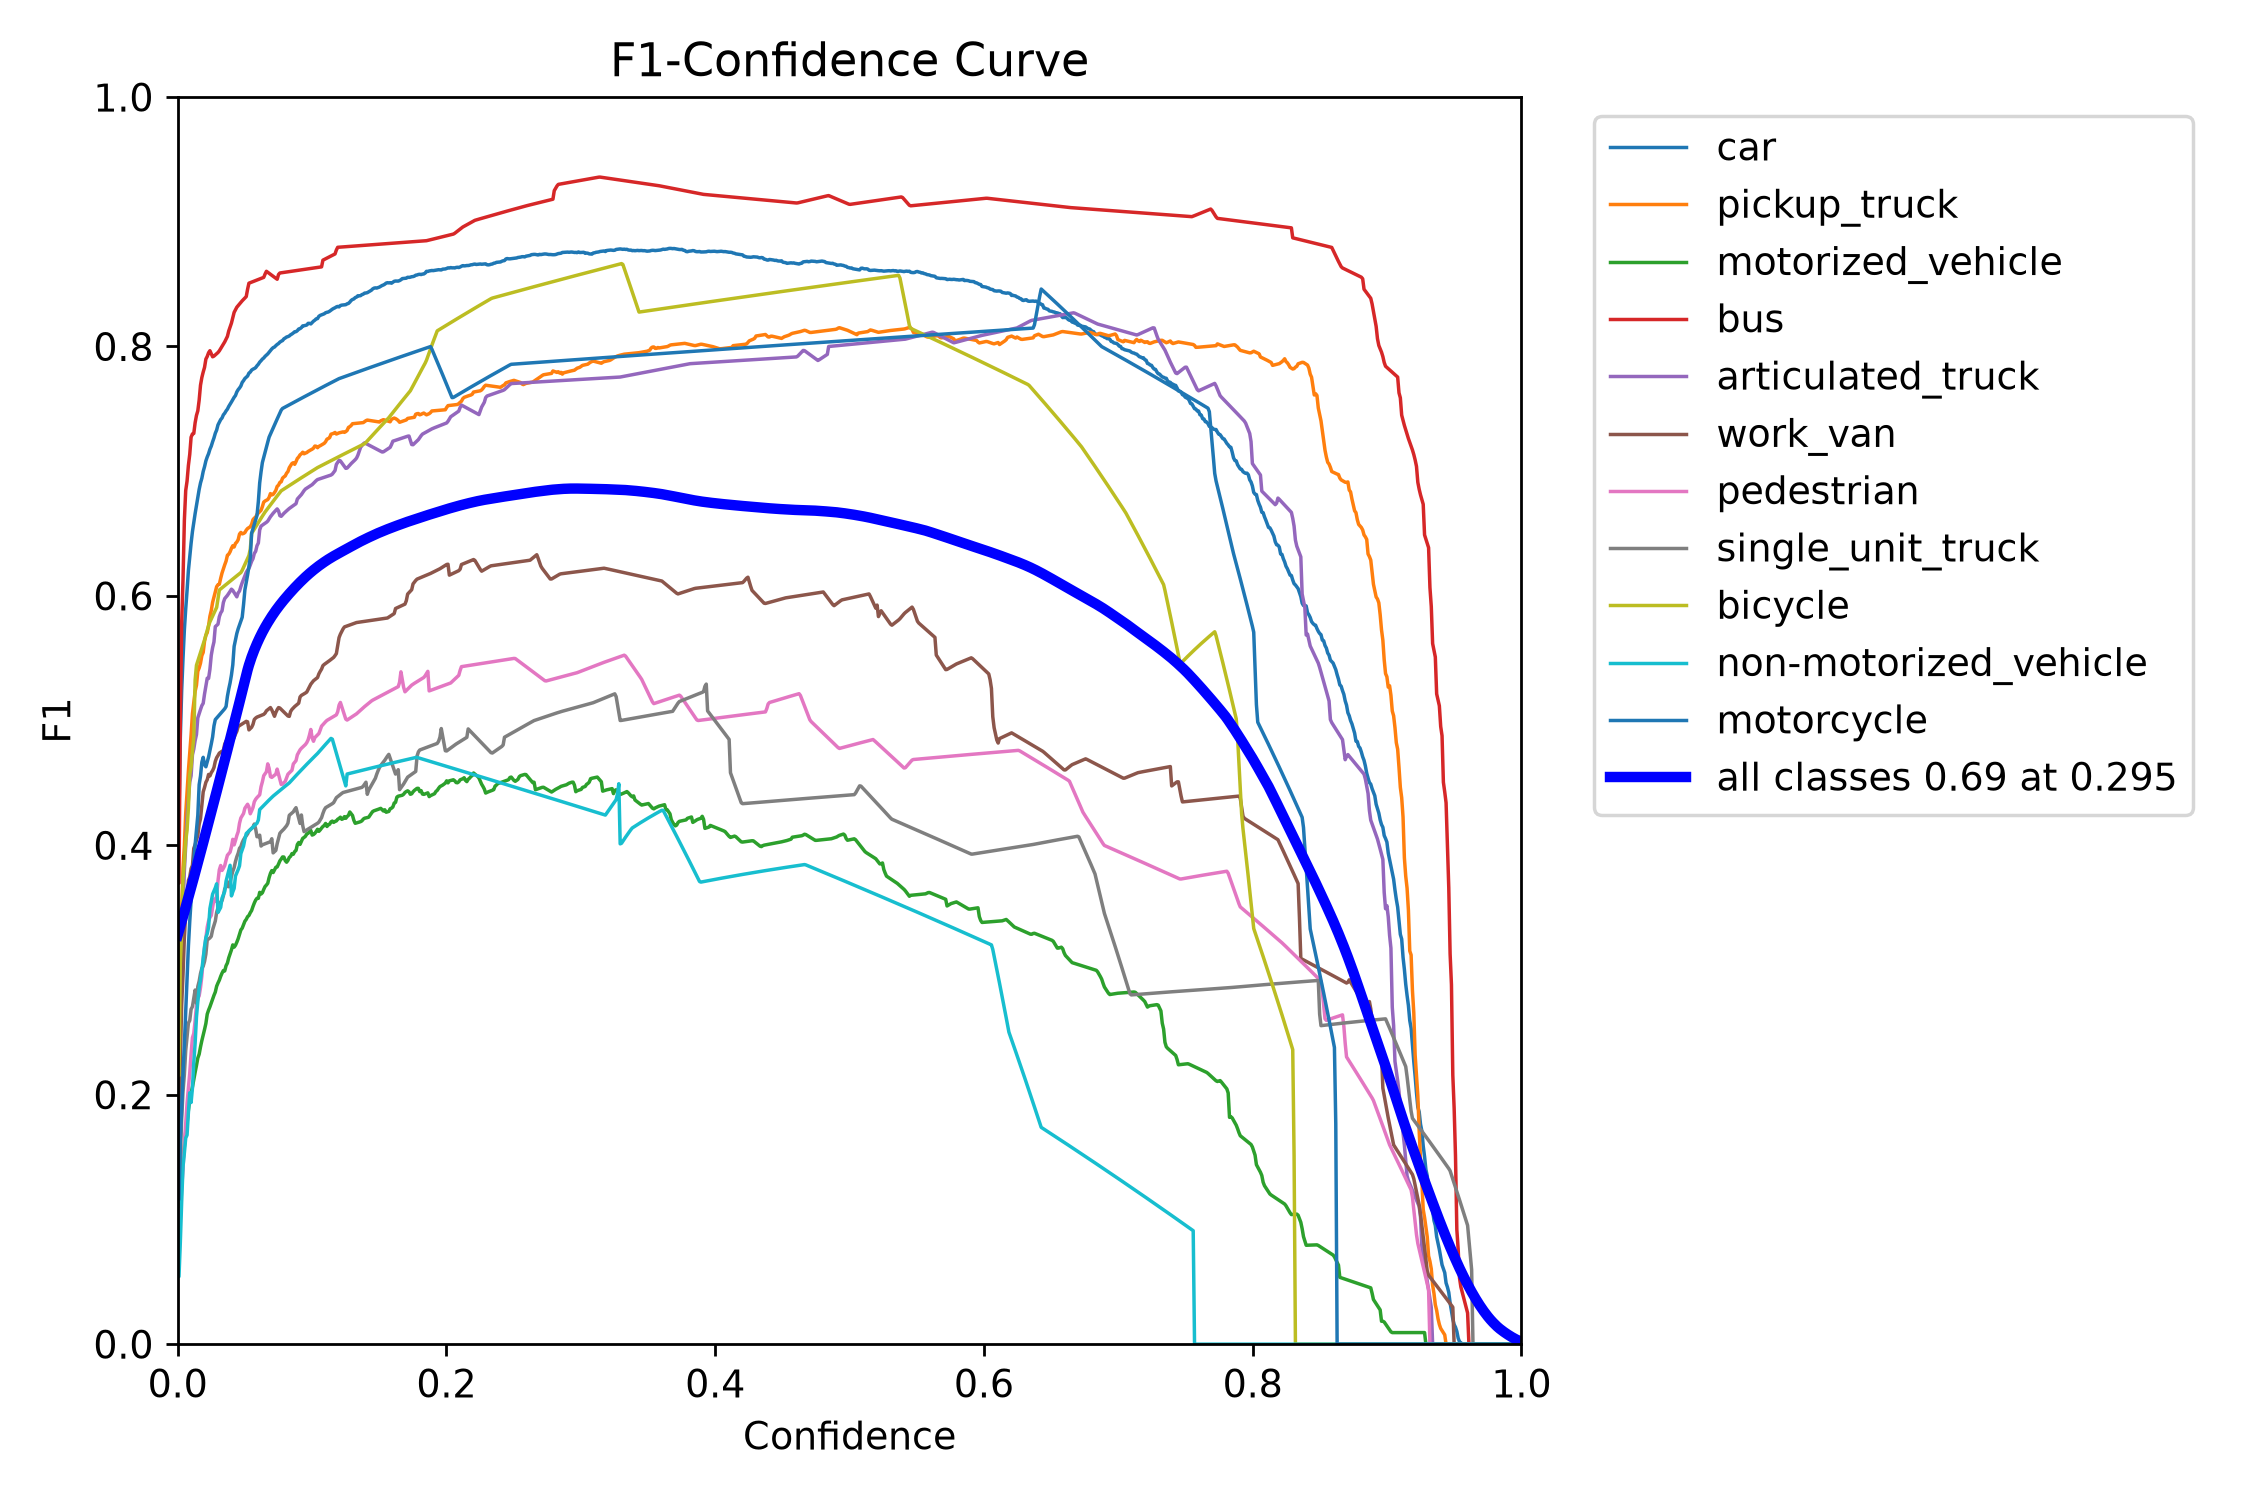 F1-Confidence Curve
1.0
0.8
0.6
0.4
0.2
0.0
F1
0.0 0.2 0.4 0.6 0.8 1.0
Confidence
car
pickup_truck
motorized_vehicle
bus
articulated_truck
work_van
pedestrian
single_unit_truck
bicycle
non-motorized_vehicle
motorcycle
all classes 0.69 at 0.295